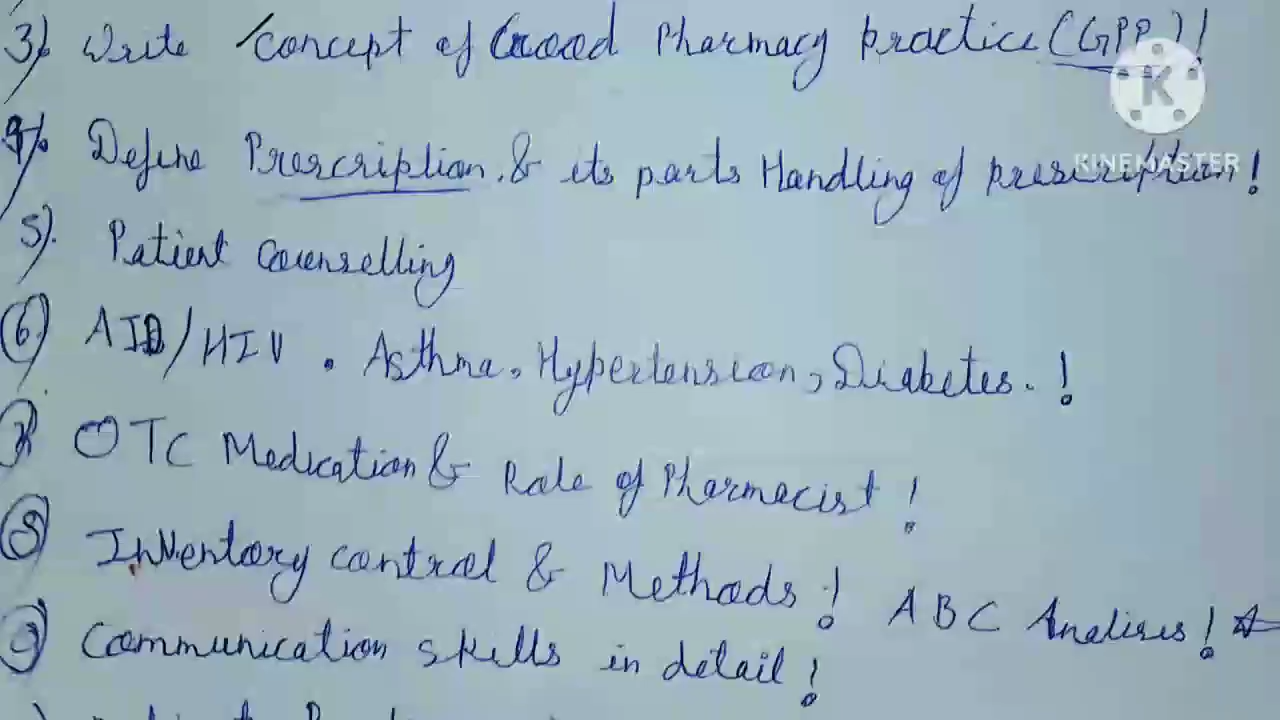 3) Write concept of Good Pharmacy Practice (GPP)!
K
KINEMASTER
4) Define Prescription & its parts Handling of prescription!
5). Patient Counselling
6) AID/HIV . Asthma, Hypertension, Diabetes. !
7) OTC Medication & Role of Pharmacist !
8) Inventory control & Methods ! ABC Analises! ☆
9) Communication skills in detail !